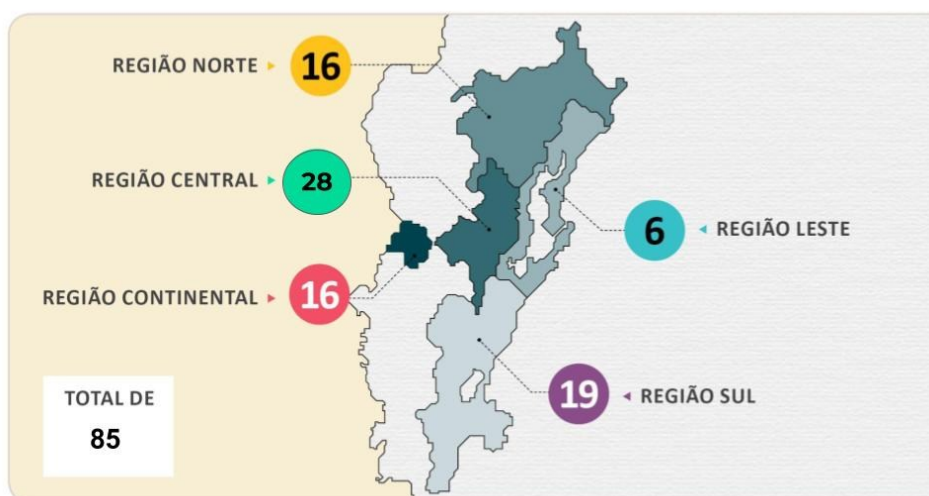 REGIÃO NORTE
16
REGIÃO CENTRAL
28
6
REGIÃO LESTE
REGIÃO CONTINENTAL
16
19
REGIÃO SUL
TOTAL DE
85